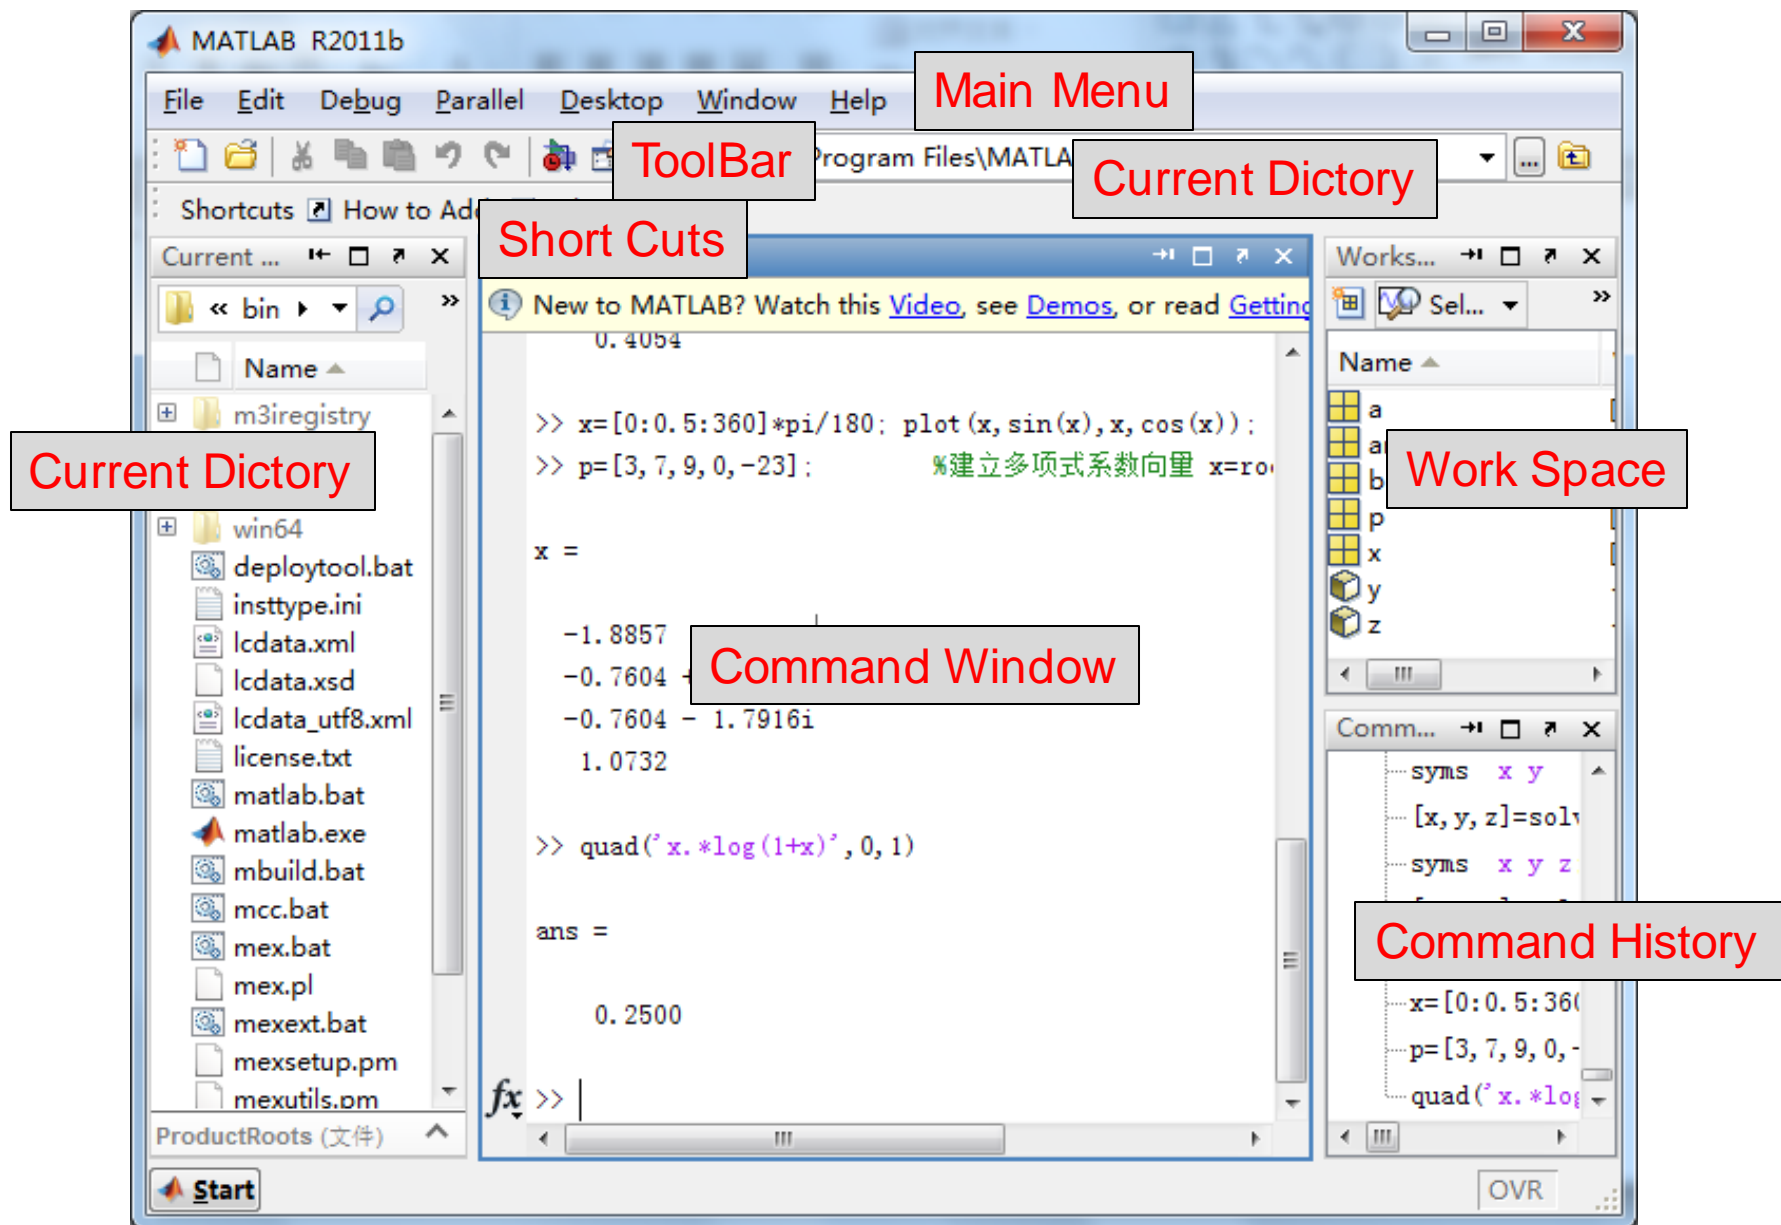 MATLAB R2011b
File Edit Debug Parallel Desktop Window Help
Main Menu
ToolBar
Program Files\MATLA
Current Dictory
Shortcuts How to Ad
Short Cuts
Current ...
« bin
Name
m3iregistry
Current Dictory
win64
deploytool.bat
insttype.ini
lcdata.xml
lcdata.xsd
lcdata_utf8.xml
license.txt
matlab.bat
matlab.exe
mbuild.bat
mcc.bat
mex.bat
mex.pl
mexext.bat
mexsetup.pm
mexutils.pm
ProductRoots (文件)
New to MATLAB? Watch this Video, see Demos, or read Getting
0.4054
>> x=[0:0.5:360]*pi/180; plot(x,sin(x),x,cos(x));
>> p=[3,7,9,0,-23]; %建立多项式系数向量 x=roo
x =
-1.8857
-0.7604 +
Command Window
-0.7604 - 1.7916i
1.0732
>> quad('x.*log(1+x)',0,1)
ans =
0.2500
fx >>
Works...
Sel...
Name
a
b
Work Space
p
x
y
z
Comm...
syms x y
[x,y,z]=solv
syms x y z
Command History
x=[0:0.5:360
p=[3,7,9,0,-
quad('x.*log
Start
OVR